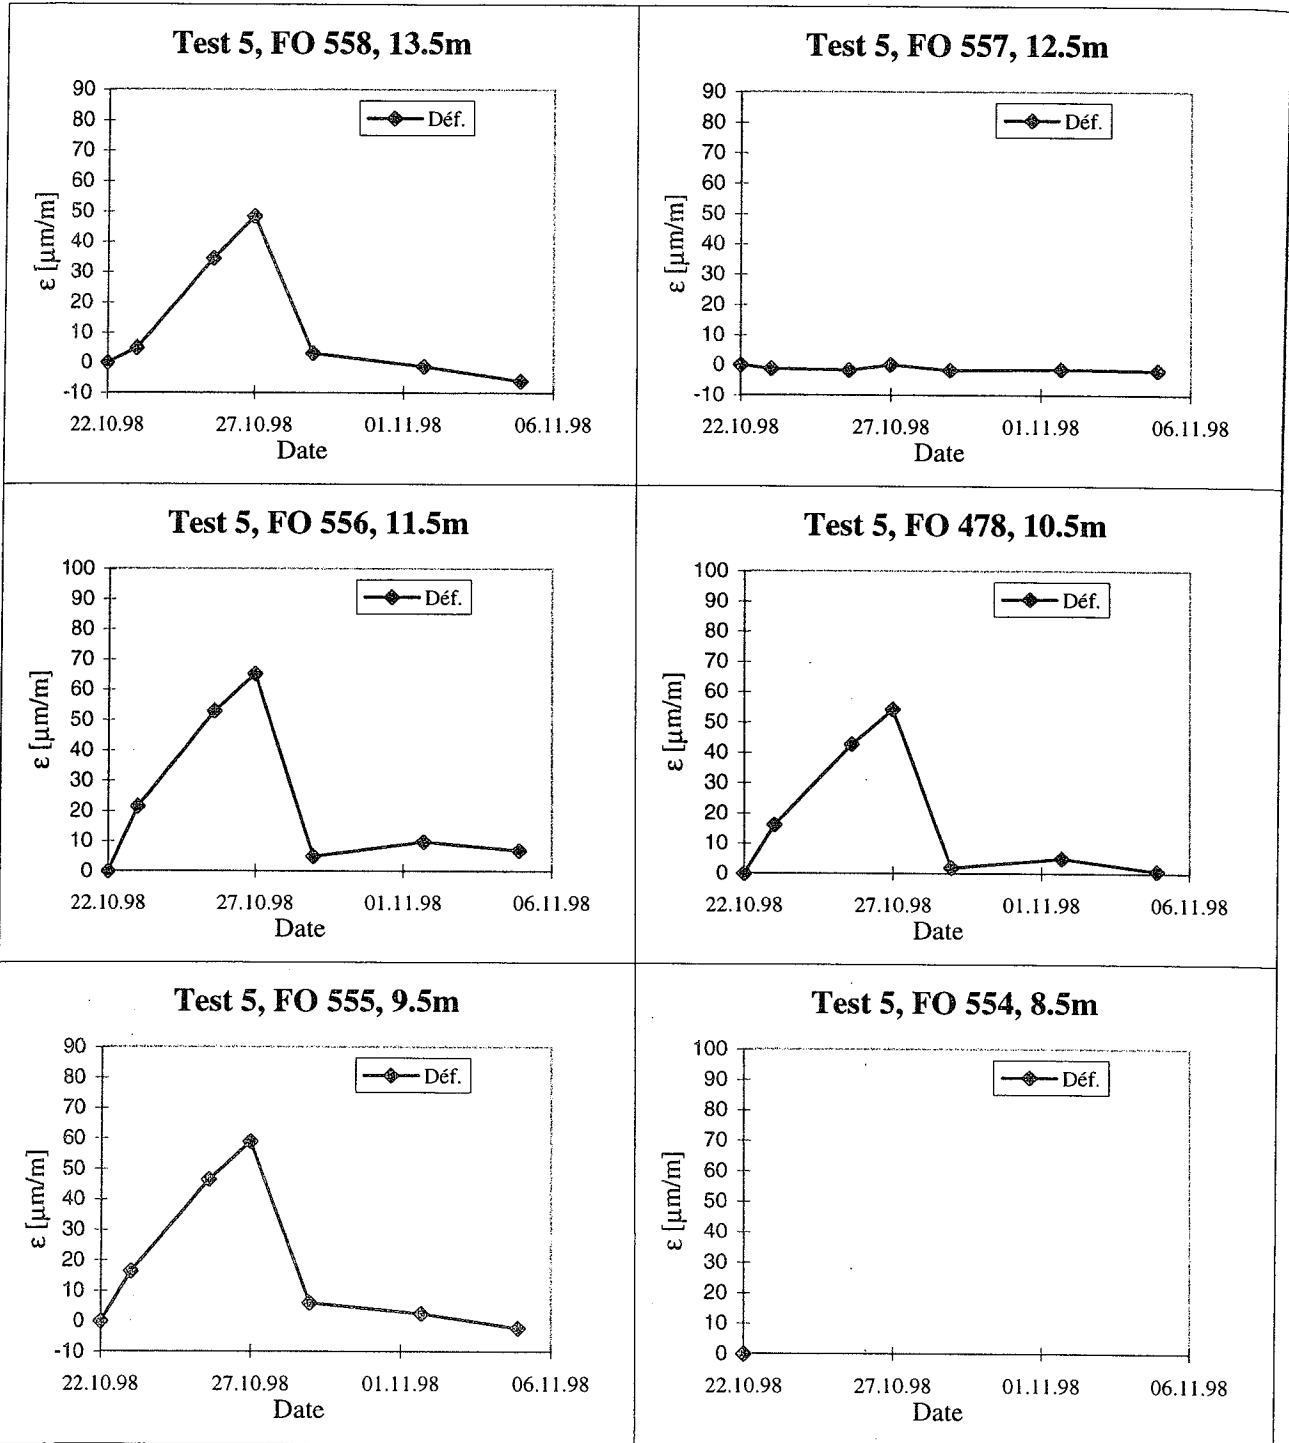 Test 5, FO 558, 13.5m
90
80
70
60
50
40
30
20
10
0
-10
ε [µm/m]
Déf.
22.10.98 27.10.98 01.11.98 06.11.98
Date
Test 5, FO 557, 12.5m
90
80
70
60
50
40
30
20
10
0
-10
ε [µm/m]
Déf.
22.10.98 27.10.98 01.11.98 06.11.98
Date
Test 5, FO 556, 11.5m
100
90
80
70
60
50
40
30
20
10
0
ε [µm/m]
Déf.
22.10.98 27.10.98 01.11.98 06.11.98
Date
Test 5, FO 478, 10.5m
100
90
80
70
60
50
40
30
20
10
0
ε [µm/m]
Déf.
22.10.98 27.10.98 01.11.98 06.11.98
Date
Test 5, FO 555, 9.5m
90
80
70
60
50
40
30
20
10
0
-10
ε [µm/m]
Déf.
22.10.98 27.10.98 01.11.98 06.11.98
Date
Test 5, FO 554, 8.5m
100
90
80
70
60
50
40
30
20
10
0
ε [µm/m]
Déf.
22.10.98 27.10.98 01.11.98 06.11.98
Date